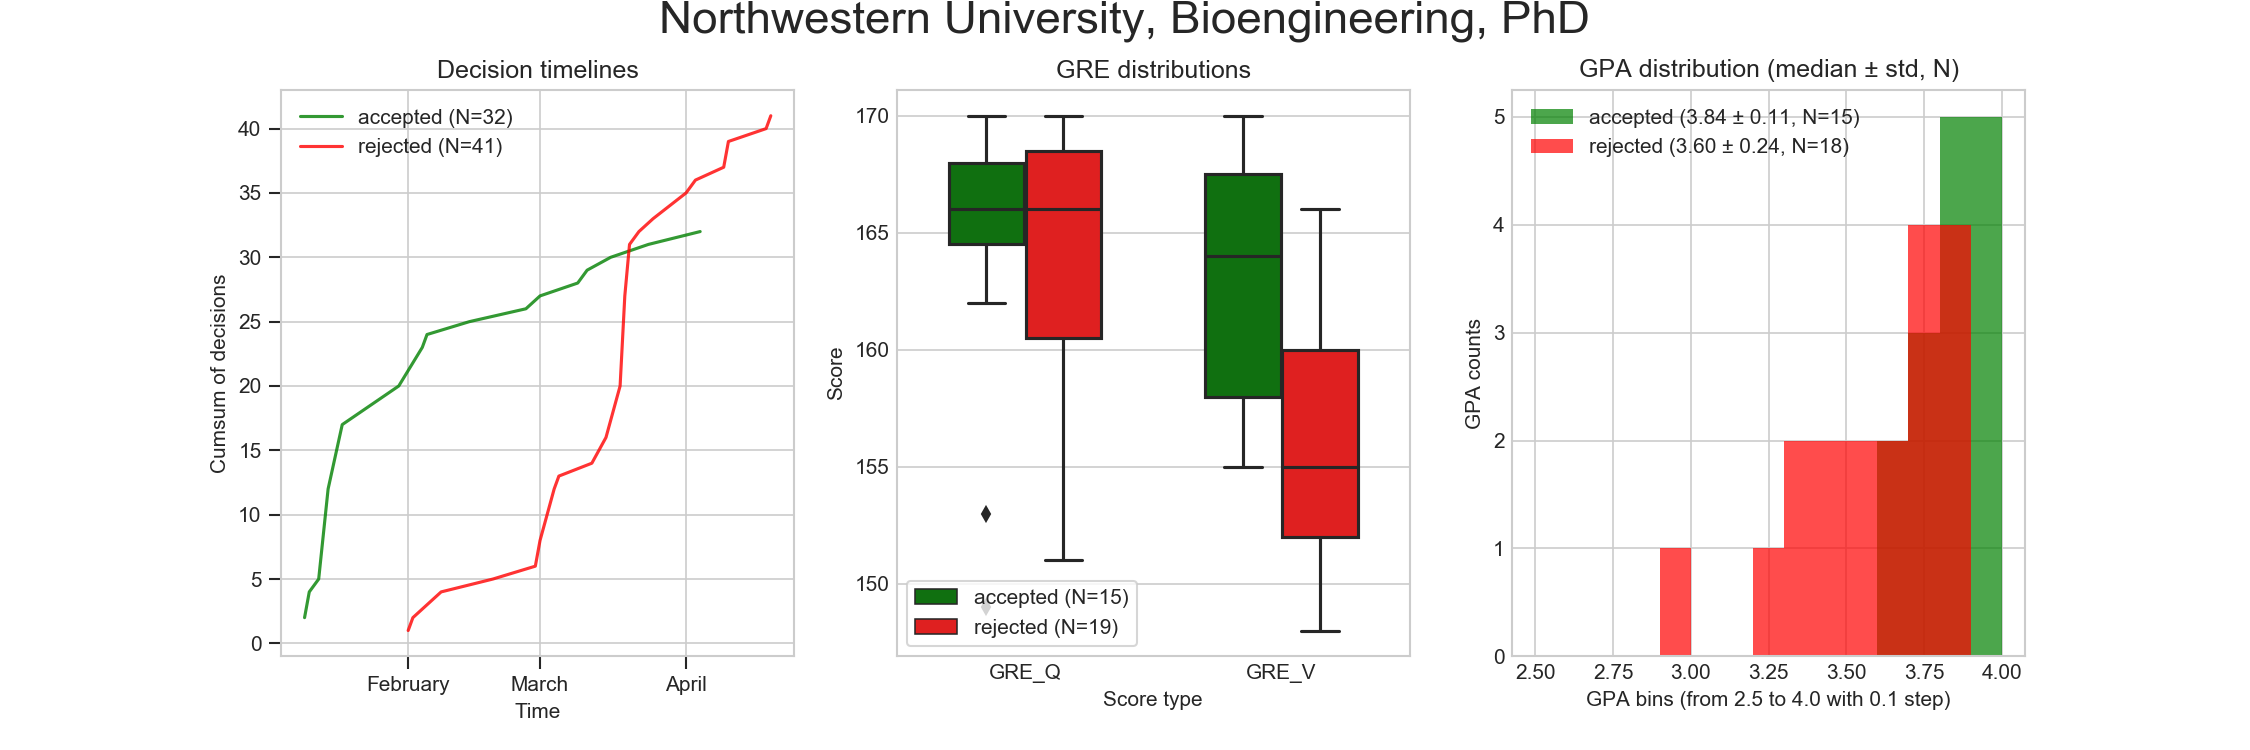 Northwestern University, Bioengineering, PhD
Decision timelines
accepted (N=32)
rejected (N=41)
40
35
30
25
20
15
10
5
0
Cumsum of decisions
February March April
Time
GRE distributions
170
165
160
155
150
Score
accepted (N=15)
rejected (N=19)
GRE_Q GRE_V
Score type
GPA distribution (median ± std, N)
accepted (3.84 ± 0.11, N=15)
rejected (3.60 ± 0.24, N=18)
5
4
3
2
1
0
GPA counts
2.50 2.75 3.00 3.25 3.50 3.75 4.00
GPA bins (from 2.5 to 4.0 with 0.1 step)